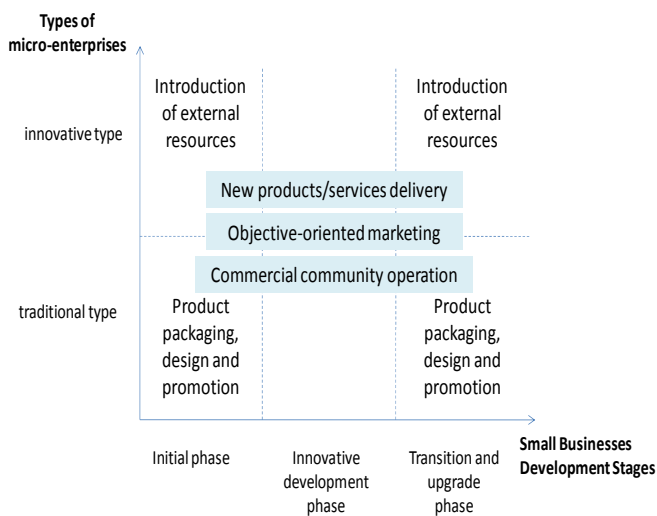 Types of
micro-enterprises
Introduction
of external
resources
Introduction
of external
resources
innovative type
New products/services delivery
Objective-oriented marketing
Commercial community operation
traditional type
Product
packaging,
design and
promotion
Product
packaging,
design and
promotion
Small Businesses
Development Stages
Initial phase
Innovative
development
phase
Transition and
upgrade
phase